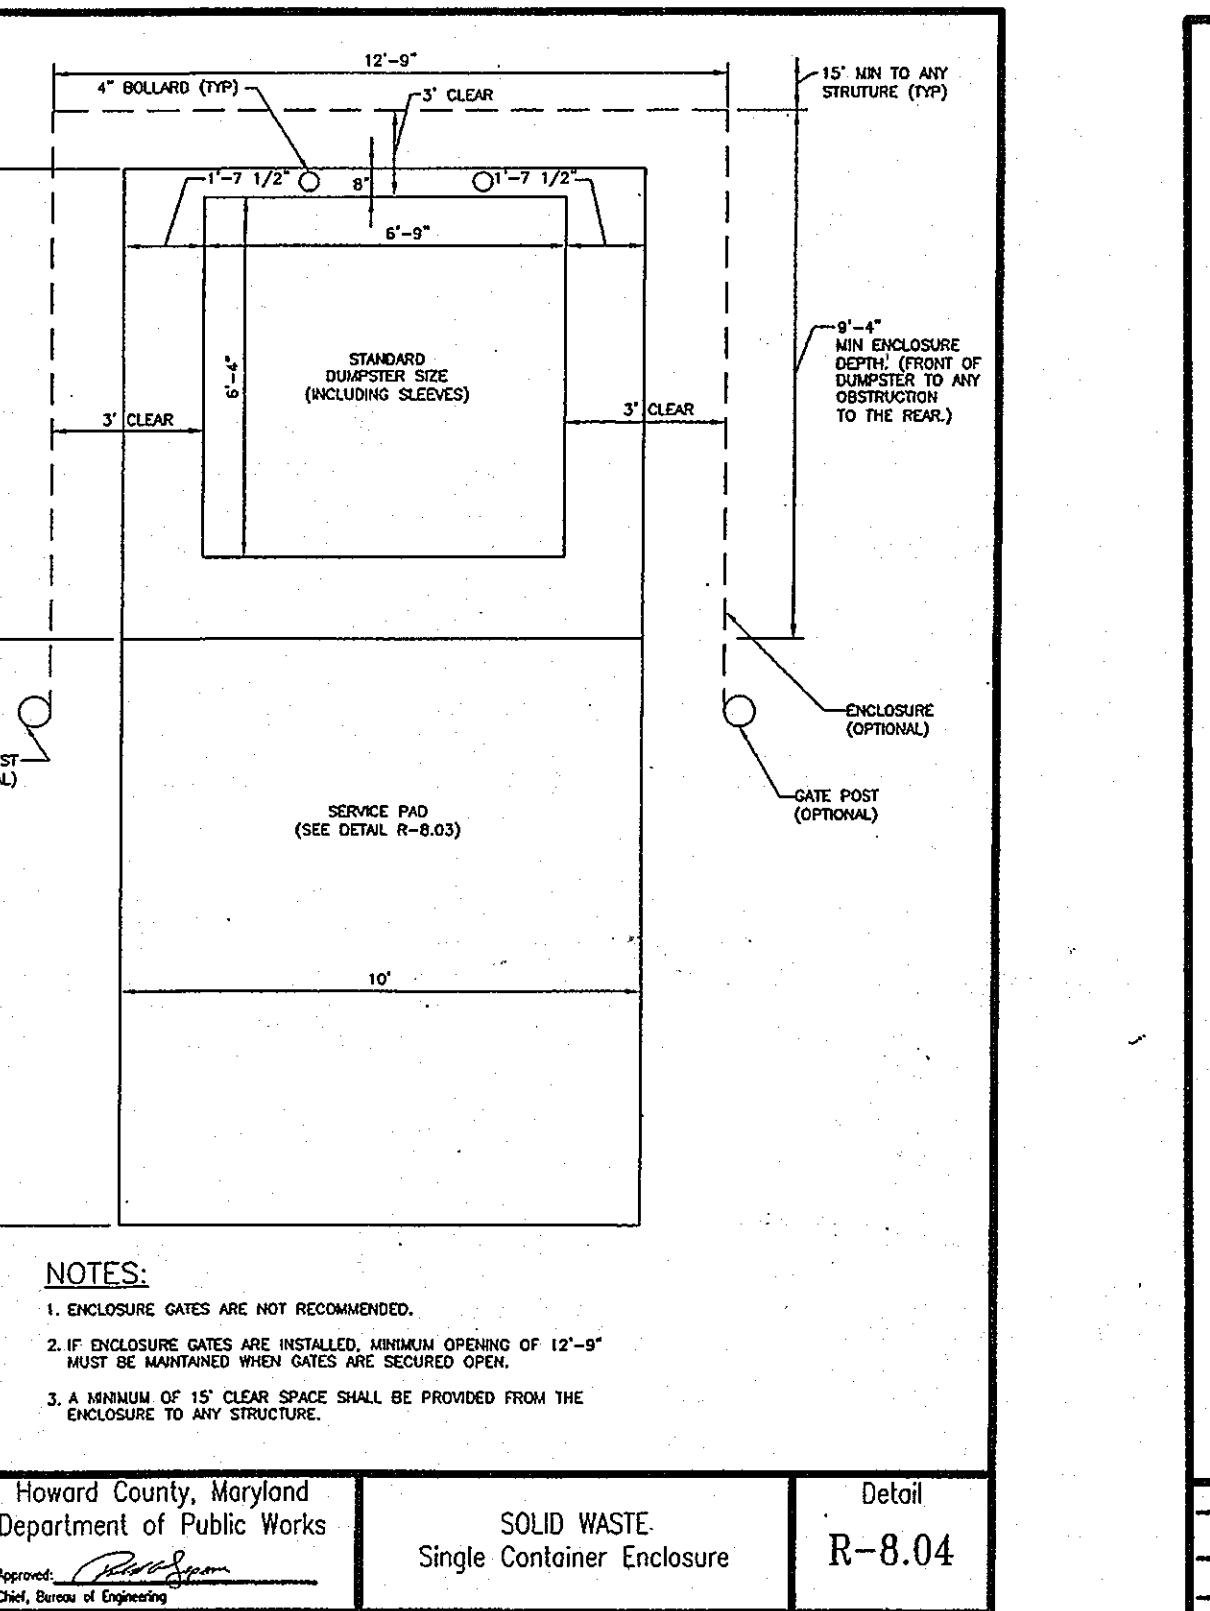 12'-9"
4" BOLLARD (TYP)
3' CLEAR
15' MIN TO ANY
STRUTURE (TYP)
1'-7 1/2"
8"
1'-7 1/2"
6'-9"
9'-4"
MIN ENCLOSURE
DEPTH. (FRONT OF
DUMPSTER TO ANY
OBSTRUCTION
TO THE REAR.)
6'-4"
STANDARD
DUMPSTER SIZE
(INCLUDING SLEEVES)
3' CLEAR
3' CLEAR
ENCLOSURE
(OPTIONAL)
ST
AL)
GATE POST
(OPTIONAL)
SERVICE PAD
(SEE DETAIL R-8.03)
10'
NOTES:
1. ENCLOSURE GATES ARE NOT RECOMMENDED.
2. IF ENCLOSURE GATES ARE INSTALLED, MINIMUM OPENING OF 12'-9"
MUST BE MAINTAINED WHEN GATES ARE SECURED OPEN.
3. A MINIMUM OF 15' CLEAR SPACE SHALL BE PROVIDED FROM THE
ENCLOSURE TO ANY STRUCTURE.
Howard County, Maryland
Department of Public Works
Approved:
Chief, Bureau of Engineering
SOLID WASTE
Single Container Enclosure
Detail
R-8.04